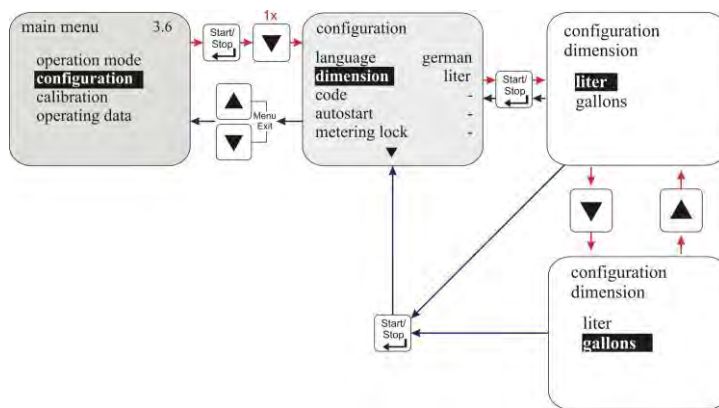 main menu 3.6
operation mode
configuration
calibration
operating data
Start/
Stop
1x
Menu
Exit
configuration
language german
dimension liter
code -
autostart -
metering lock -
Start/
Stop
configuration
dimension
liter
gallons
Start/
Stop
configuration
dimension
liter
gallons